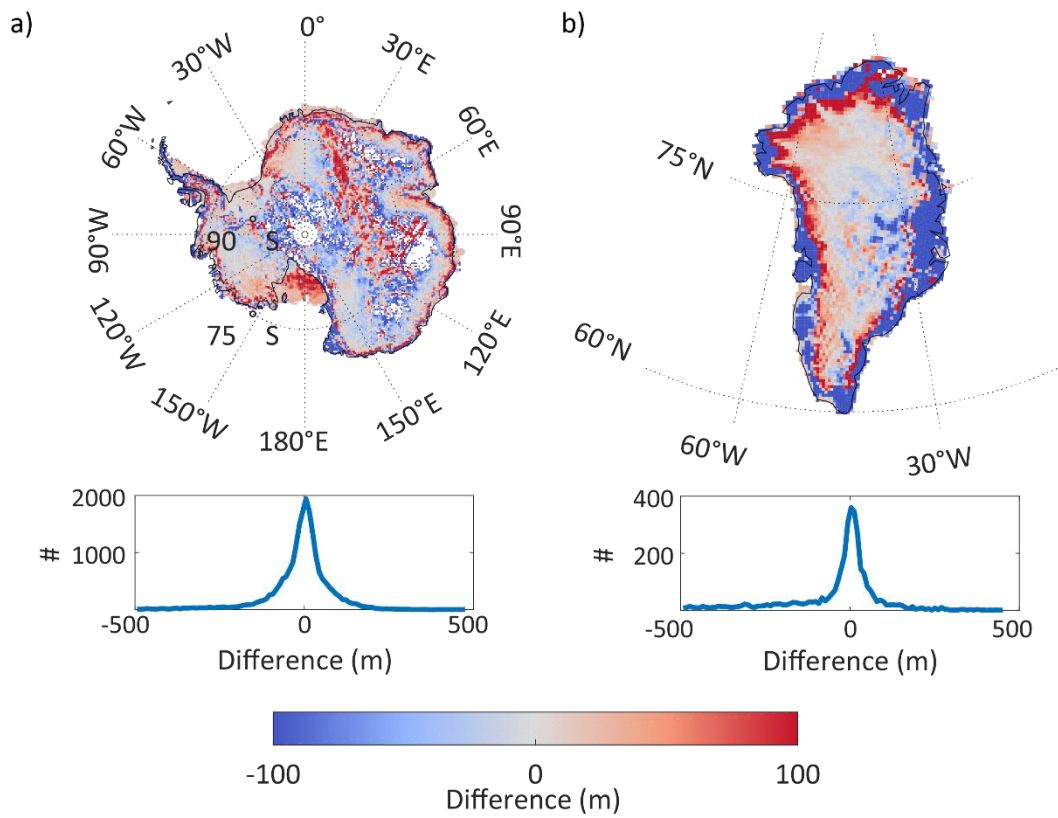 a)
0°
30°W
30°E
60°W
60°E
90°W
90 ° S
90°E
120°W
75 ° S
120°E
150°W
150°E
180°E
b)
75°N
60°N
60°W
30°W
2000
1000
#
-500
0
500
Difference (m)
400
200
#
-500
0
500
Difference (m)
-100
0
100
Difference (m)